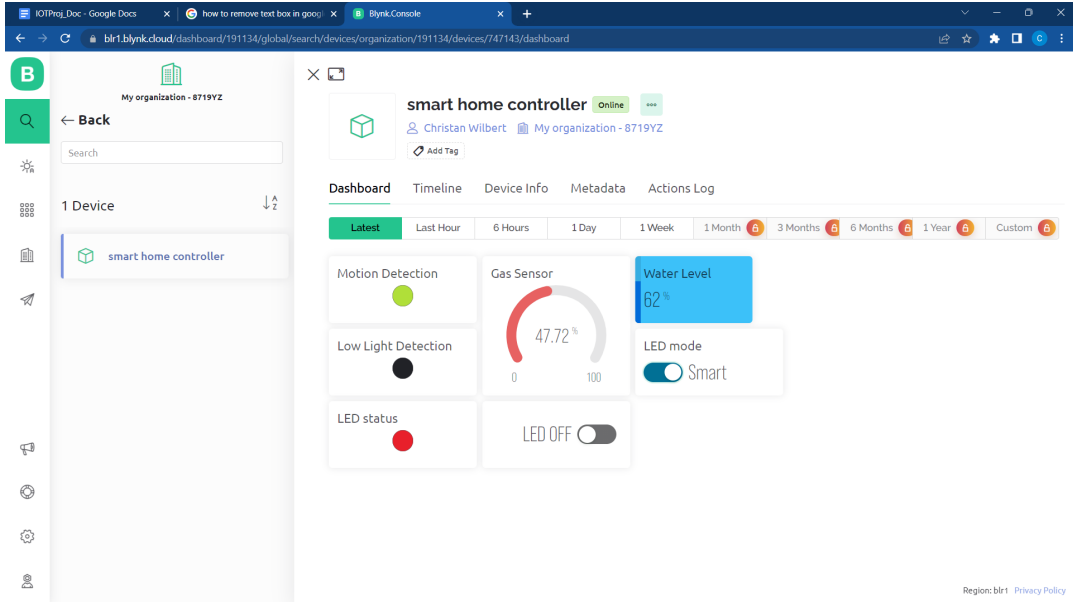 IOTProj_Doc - Google Docs
how to remove text box in googl
Blynk.Console
blr1.blynk.cloud/dashboard/191134/global/search/devices/organization/191134/devices/747143/dashboard
C
B
My organization - 8719YZ
Back
Search
1 Device
A
Z
smart home controller
smart home controller
Online
Christan Wilbert
My organization - 8719YZ
Add Tag
Dashboard Timeline Device Info Metadata Actions Log
Latest Last Hour 6 Hours 1 Day 1 Week 1 Month 3 Months 6 Months 1 Year Custom
Motion Detection
Gas Sensor
47.72 %
0 100
Water Level
62 %
Low Light Detection
LED mode
Smart
LED status
LED OFF
Region: blr1 Privacy Policy